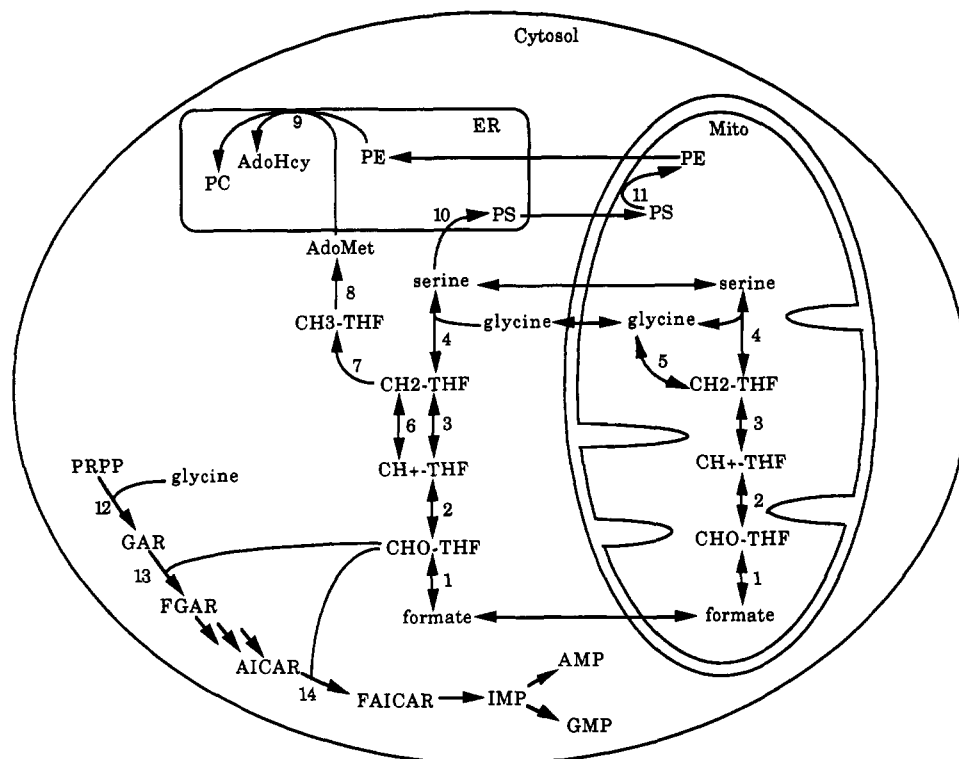 Cytosol
ER
Mito
9
PE
AdoHcy
PC
PE
11
PS
10
PS
AdoMet
serine
serine
8
CH3-THF
glycine
glycine
4
4
7
5
CH2-THF
CH2-THF
6
3
3
PRPP
glycine
CH+-THF
CH+-THF
12
2
2
GAR
CHO-THF
CHO-THF
13
1
1
FGAR
formate
formate
AICAR
14
FAICAR
IMP
AMP
GMP